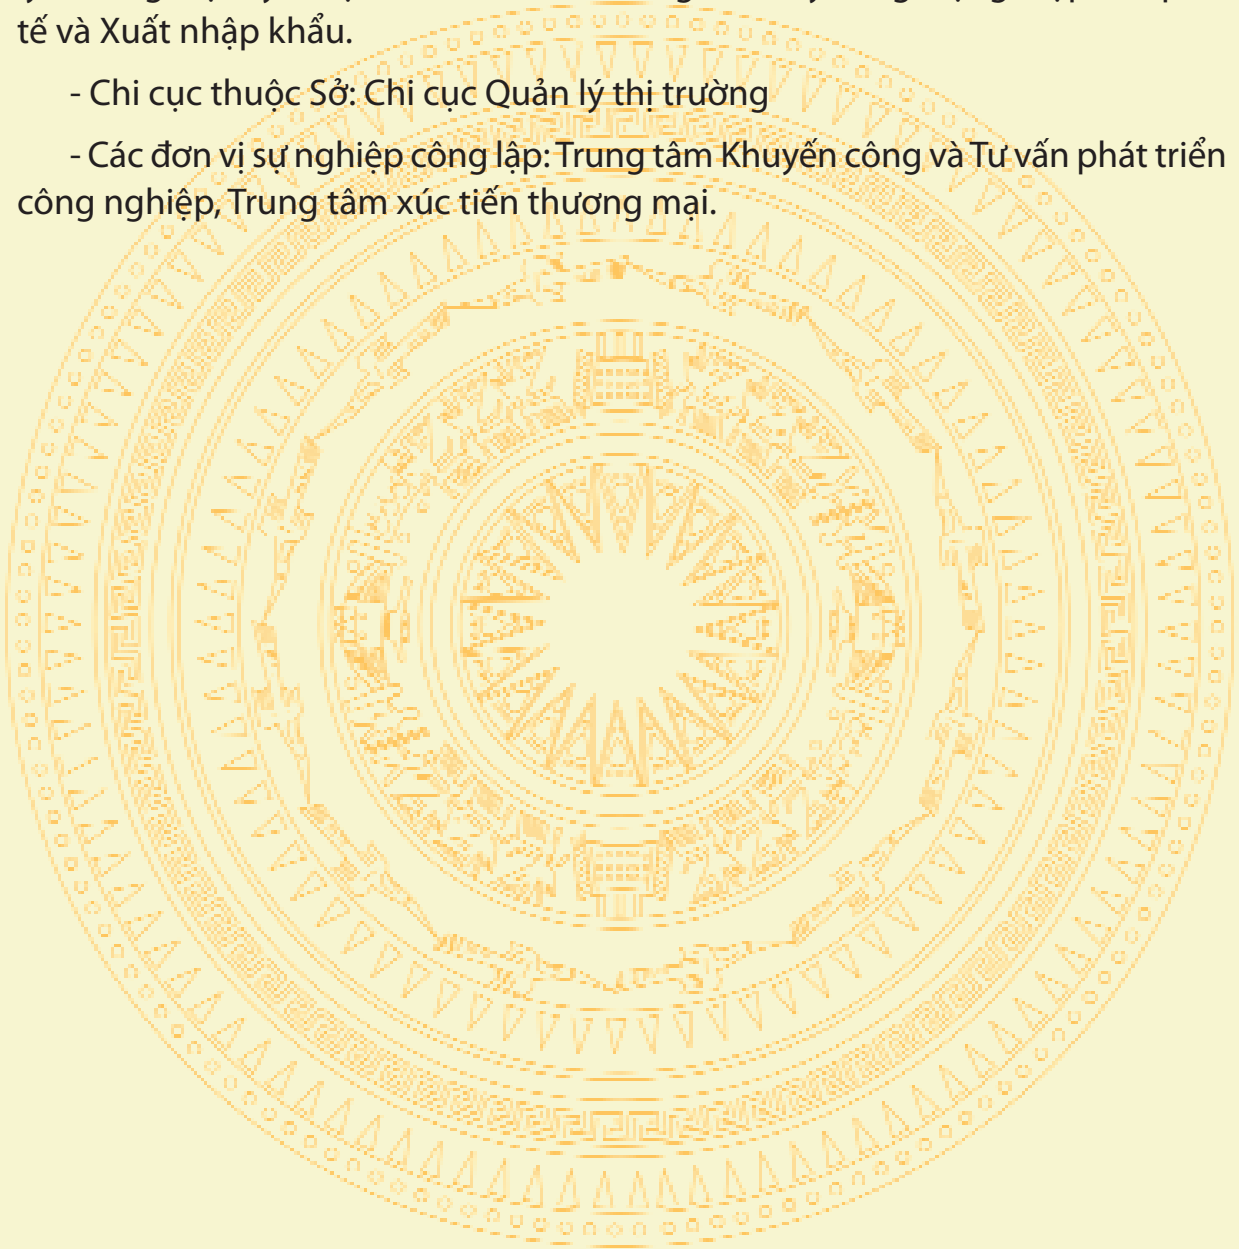 tế và Xuất nhập khẩu.
- Chi cục thuộc Sở: Chi cục Quản lý thị trường
- Các đơn vị sự nghiệp công lập: Trung tâm Khuyến công và Tư vấn phát triển
công nghiệp, Trung tâm xúc tiến thương mại.